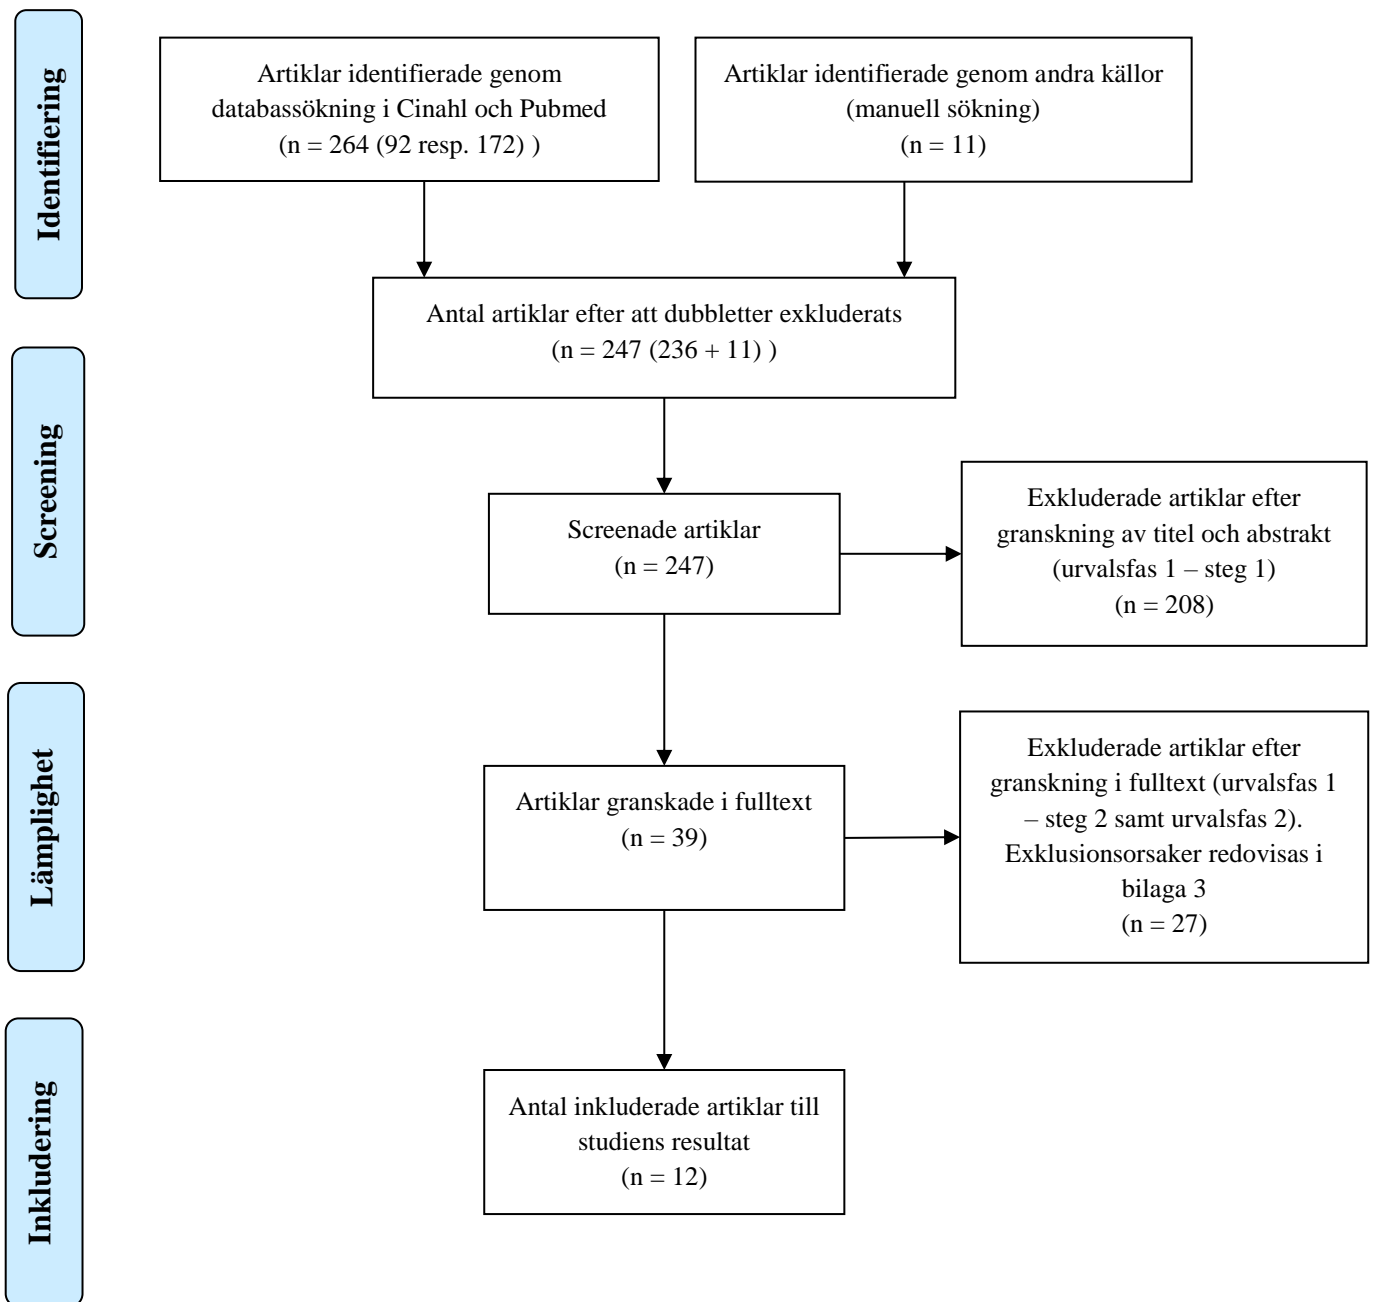 Identifiering
Artiklar identifierade genom
databassökning i Cinahl och Pubmed
(n = 264 (92 resp. 172) )
Artiklar identifierade genom andra källor
(manuell sökning)
(n = 11)
Antal artiklar efter att dubbletter exkluderats
(n = 247 (236 + 11) )
Screening
Screenade artiklar
(n = 247)
Exkluderade artiklar efter
granskning av titel och abstrakt
(urvalsfas 1 – steg 1)
(n = 208)
Lämplighet
Artiklar granskade i fulltext
(n = 39)
Exkluderade artiklar efter
granskning i fulltext (urvalsfas 1
– steg 2 samt urvalsfas 2).
Exklusionsorsaker redovisas i
bilaga 3
(n = 27)
Inkludering
Antal inkluderade artiklar till
studiens resultat
(n = 12)